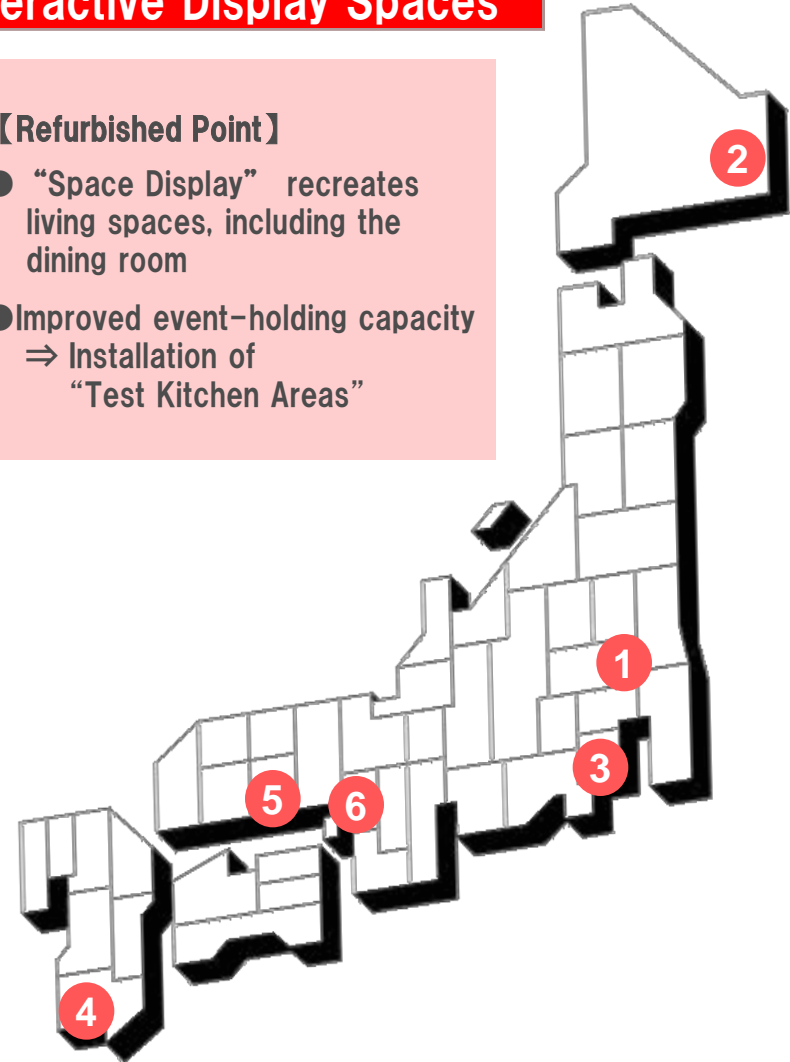 eractive Display Spaces
【Refurbished Point】
● “Space Display” recreates
living spaces, including the
dining room
●Improved event-holding capacity
⇒ Installation of
“Test Kitchen Areas”
2
1
3
5
6
4